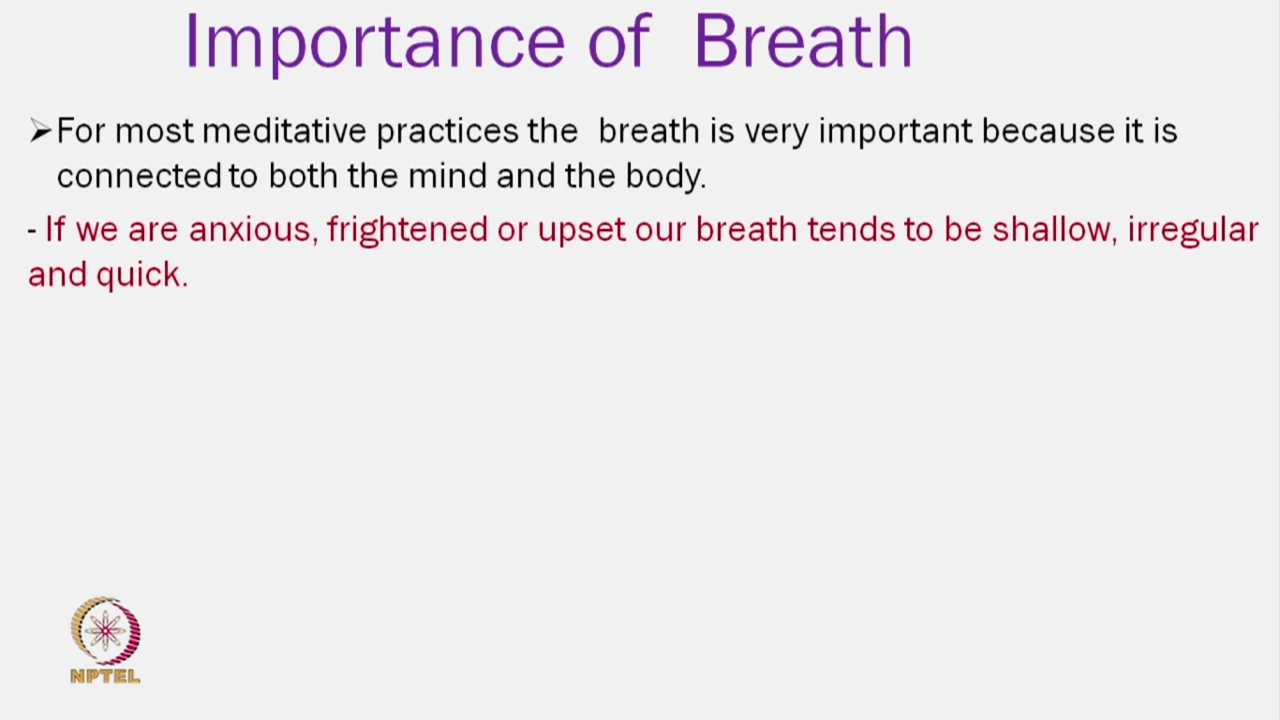 Importance of Breath
➢For most meditative practices the breath is very important because it is
connected to both the mind and the body.
- If we are anxious, frightened or upset our breath tends to be shallow, irregular
and quick.
NPTEL